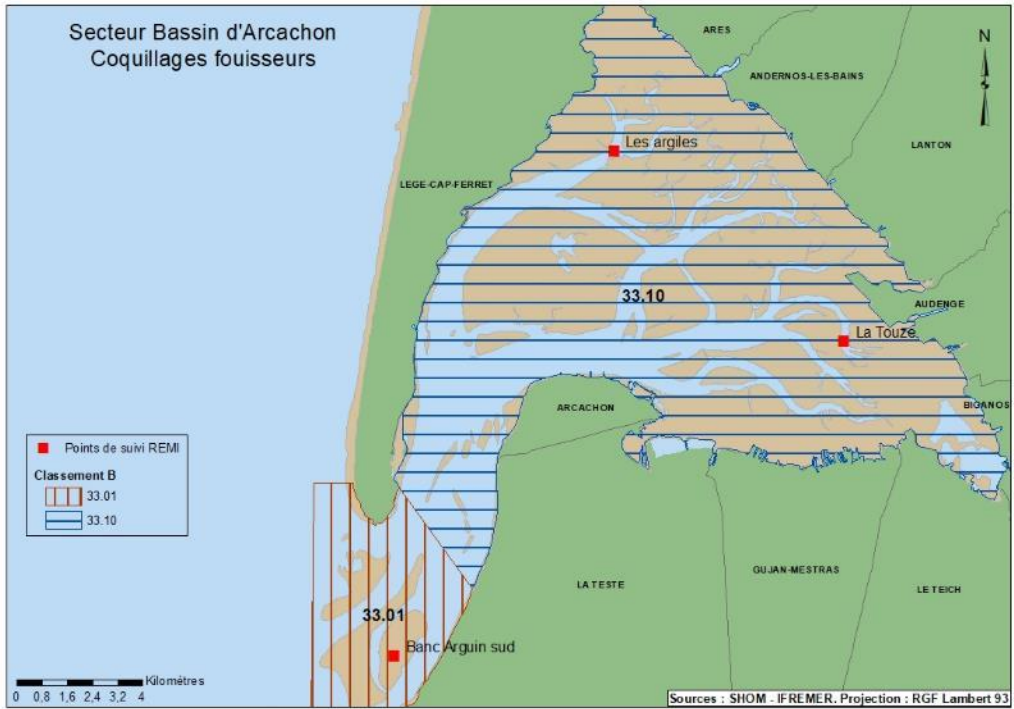 Secteur Bassin d'Arcachon
Coquillages fouisseurs
N
ARES
ANDERNOS-LES-BAINS
LANTON
Les argiles
LEGE-CAP-FERRET
33.10
AUDENGE
La Touze
BIGANOS
ARCACHON
Points de suivi REMI
Classement B
33.01
33.10
GUJAN-MESTRAS
LA TESTE
LE TEICH
33.01
Banc Arguin sud
Kilomètres
0 0,8 1,6 2,4 3,2 4
Sources : SHOM - IFREMER. Projection : RGF Lambert 93